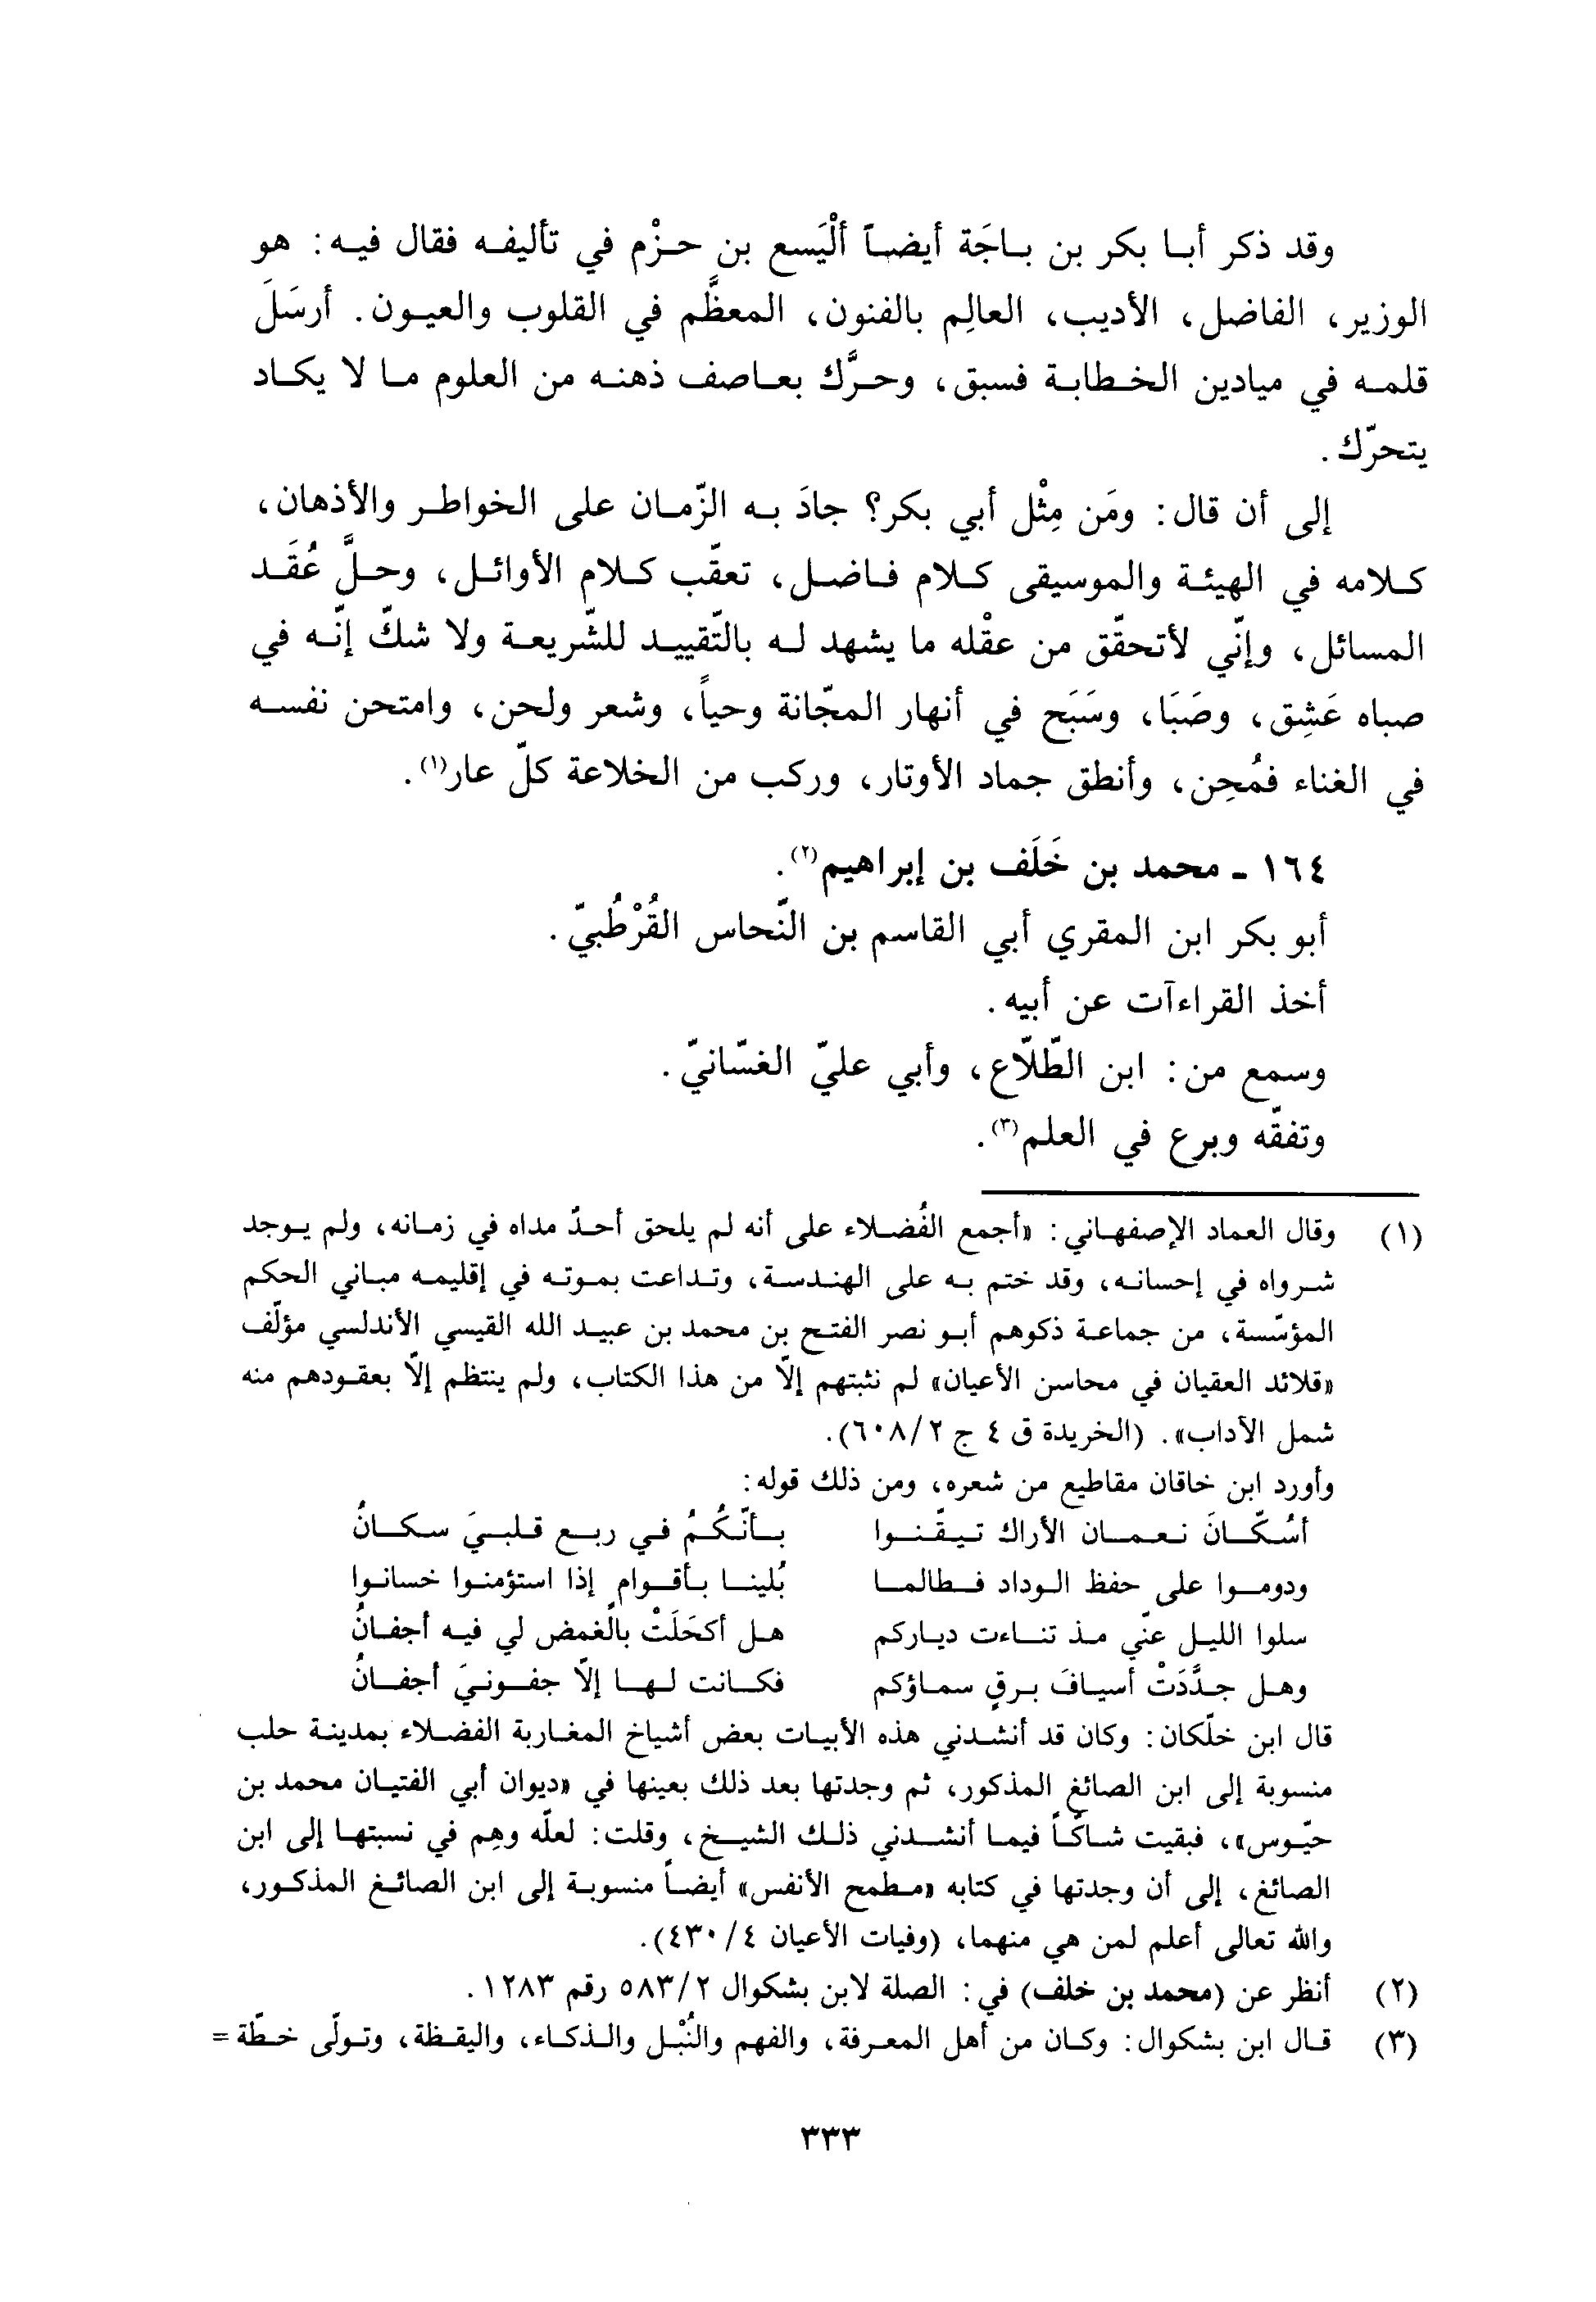 وقد ذكر أبا بكر بن باجَة أيضاً ألْيَسع بن حزْم في تأليفه فقال فيه: هو
الوزير، الفاضل، الأديب، العالِم بالفنون، المعظَّم في القلوب والعيون. أرسَلَ
قلمه في ميادين الخطابة فسبق، وحرَّك بعاصف ذهنه من العلوم ما لا يكاد
يتحرّك.
إلى أن قال: ومَن مِثْل أبي بكر؟ جادَ به الزّمان على الخواطر والأذهان،
كلامه في الهيئة والموسيقى كلام فاضل، تعقّب كلام الأوائل، وحلَّ عُقَد
المسائل، وإنّي لأتحقّق من عقْله ما يشهد له بالتّقييد للشّريعة ولا شكّ إنّه في
صباه عَشِق، وصَبَا، وسَبَح في أنهار المجّانة وحياً، وشعر ولحن، وامتحن نفسه
في الغناء فمُحِن، وأنطق جماد الأوتار، وركب من الخلاعة كلّ عار(١).
١٦٤ - محمد بن خَلَف بن إبراهيم(٢).
أبو بكر ابن المقري أبي القاسم بن النّحاس القُرْطُبيّ.
أخذ القراءآت عن أبيه.
وسمع من: ابن الطّلّاع، وأبي عليّ الغسّانيّ.
وتفقّه وبرع في العلم(٣).
(١) وقال العماد الإصفهاني: «أجمع الفُضلاء على أنه لم يلحق أحدّ مداه في زمانه، ولم يوجد
شرواه في إحسانه، وقد ختم به على الهندسة، وتداعت بموته في إقليمه مباني الحكم
المؤسّسة، من جماعة ذكوهم أبو نصر الفتح بن محمد بن عبيد الله القيسي الأندلسي مؤلّف
«قلائد العقيان في محاسن الأعيان» لم نثبتهم إلّا من هذا الكتاب، ولم ينتظم إلّا بعقودهم منه
شمل الآداب». (الخريدة ق ٤ ج ٢/٦٠٨).
وأورد ابن خاقان مقاطيع من شعره، ومن ذلك قوله:
أسُكّانَ نعمان الأراك تيقّنوا بأنّكُمُ في ربع قلبيَ سكانُ
ودوموا على حفظ الوداد فطالما بُلينا بأقوامٍ إذا استؤمنوا خسانوا
سلوا الليل عنّي مذ تناءت دياركم هل أكحَلَتْ بالغمض لي فيه أجفانُ
وهل جدَّدَتْ أسيافَ برقٍ سماؤكم فكانت لها إلّا جفونيَ أجفانُ
قال ابن خلّكان: وكان قد أنشدني هذه الأبيات بعض أشياخ المغاربة الفضلاء بمدينة حلب
منسوبة إلى ابن الصائغ المذكور، ثم وجدتها بعد ذلك بعينها في «ديوان أبي الفتيان محمد بن
حيّوس»، فبقيت شاكّاً فيما أنشدني ذلك الشيخ، وقلت: لعلّه وهِم في نسبتها إلى ابن
الصائغ، إلى أن وجدتها في كتابه «مطمح الأنفس» أيضاً منسوبة إلى ابن الصائغ المذكور،
والله تعالى أعلم لمن هي منهما، (وفيات الأعيان ٤/٤٣٠).
(٢) أنظر عن (محمد بن خلف) في: الصلة لابن بشكوال ٢/٥٨٣ رقم ١٢٨٣.
(٣) قال ابن بشكوال: وكان من أهل المعرفة، والفهم والنُبْل والذكاء، واليقظة، وتولّى خطّة =
٣٣٣